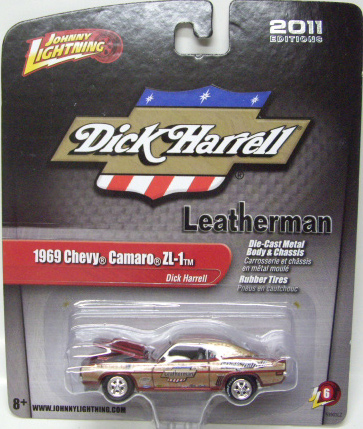 JOHNNY
LIGHTNING
2011
EDITIONS
Dick Harrell
®
Leatherman
1969 Chevy® Camaro® ZL-1™
Dick Harrell
Die-Cast Metal
Body & Chassis
Carrosserie et châssis
en métal moulé
Rubber Tires
Pneus en caoutchouc
Leatherman
8+
WWW.JOHNNYLIGHTNING.COM
6